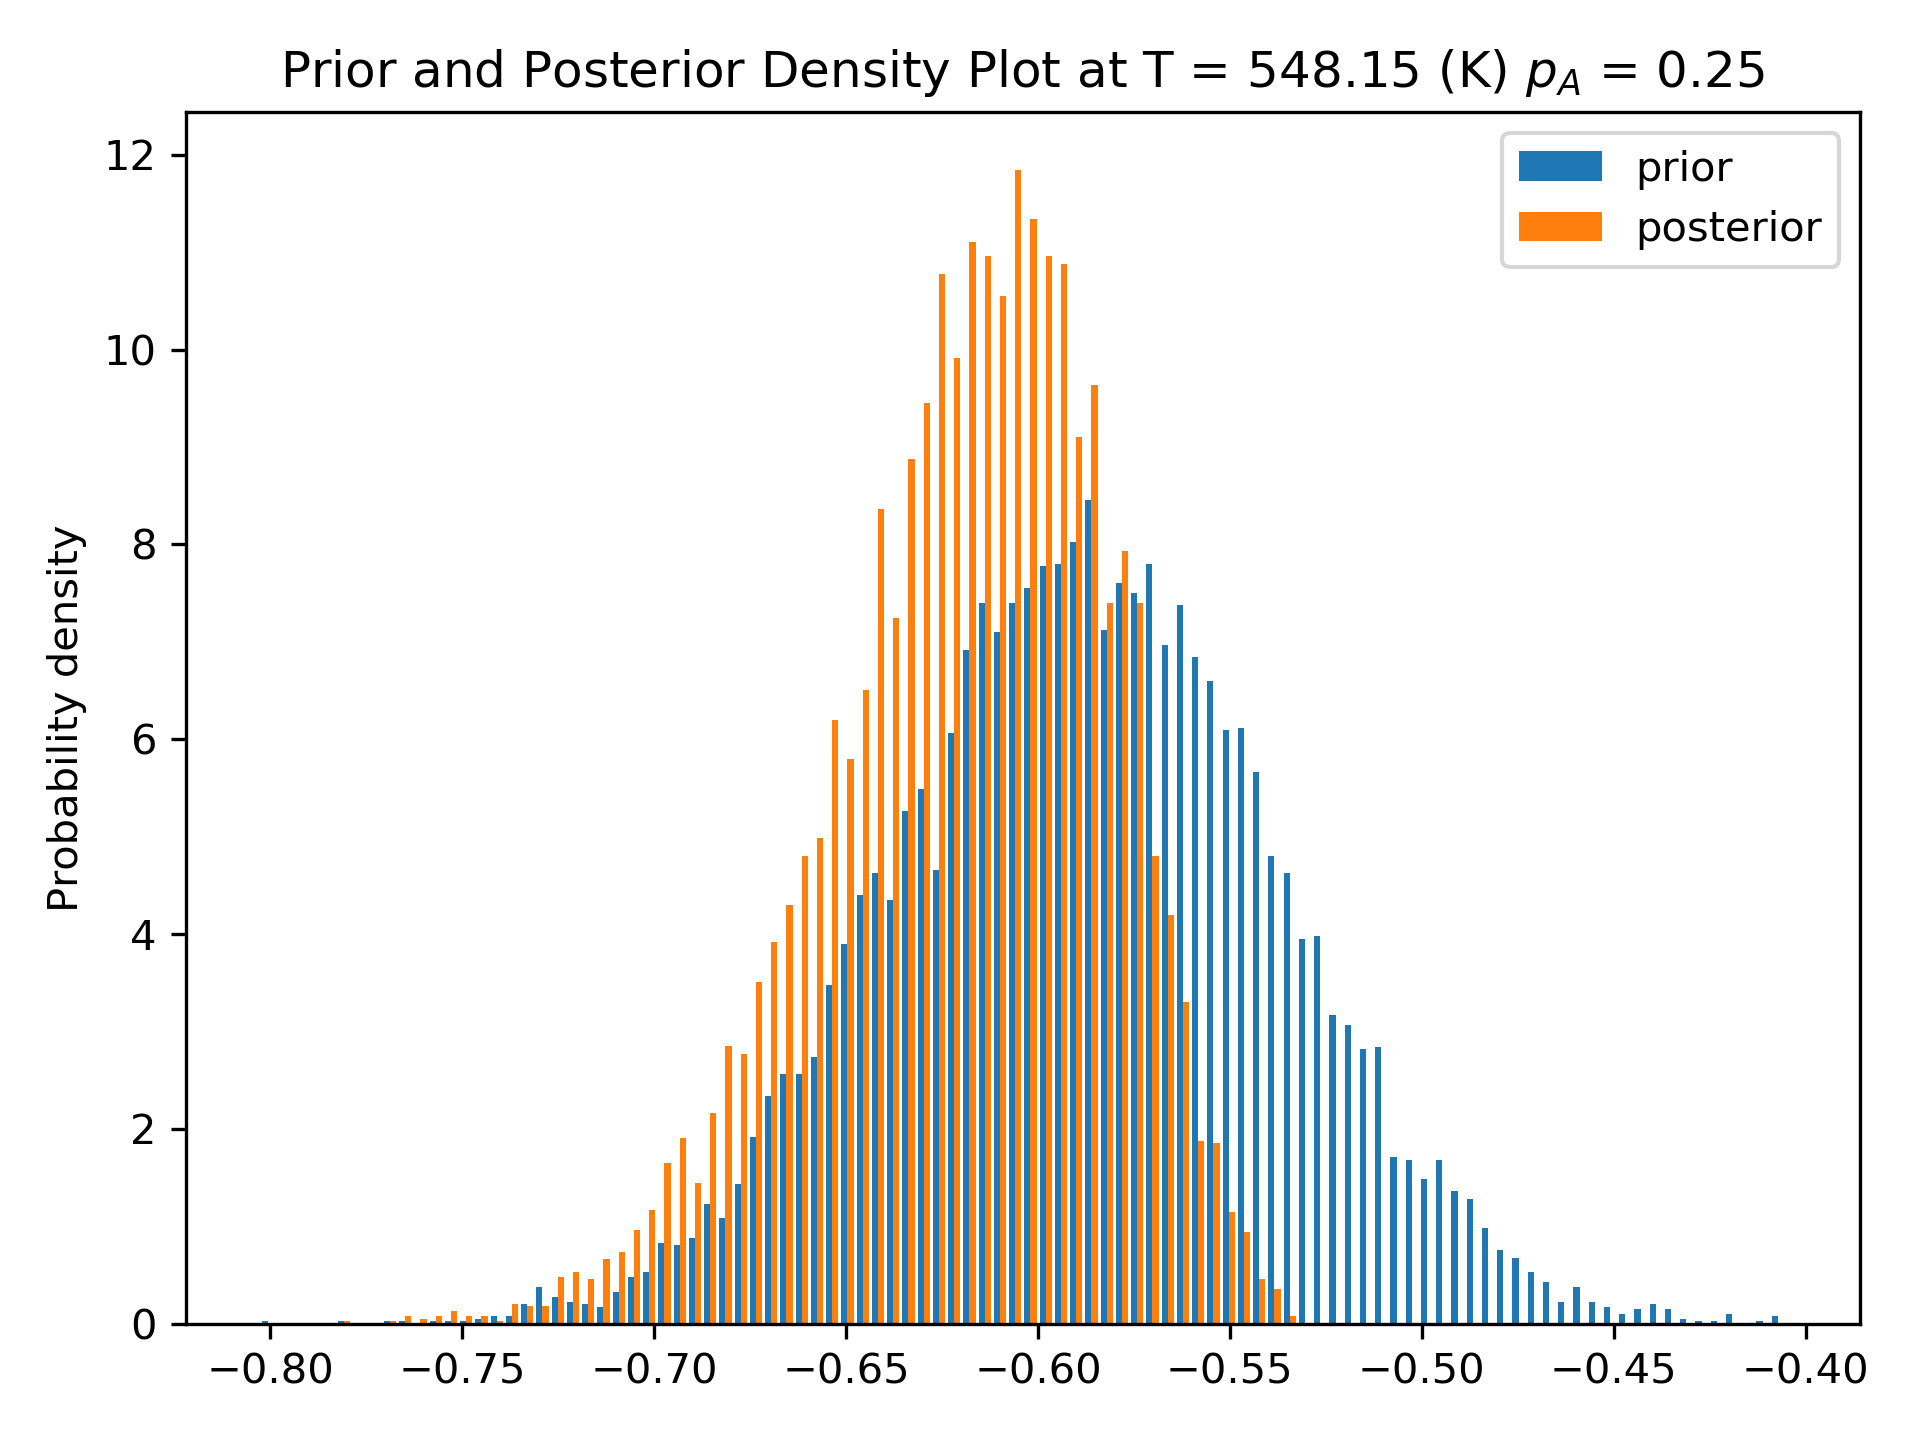 Prior and Posterior Density Plot at T = 548.15 (K) p_A = 0.25
prior
posterior
Probability density
12
10
8
6
4
2
0
−0.80 −0.75 −0.70 −0.65 −0.60 −0.55 −0.50 −0.45 −0.40